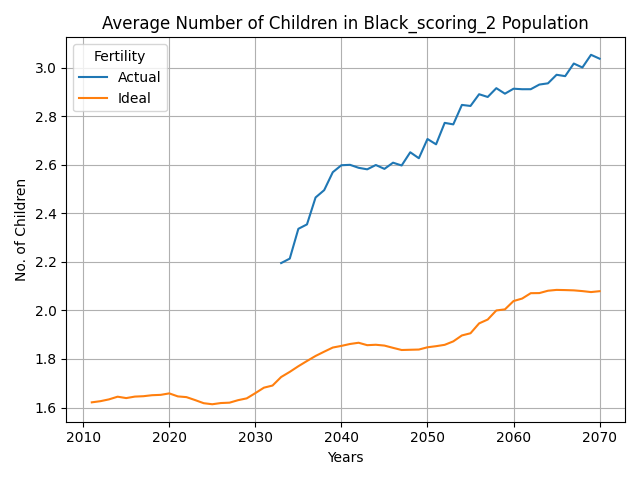 Average Number of Children in Black_scoring_2 Population
Fertility
Actual
Ideal
No. of Children
3.0
2.8
2.6
2.4
2.2
2.0
1.8
1.6
2010 2020 2030 2040 2050 2060 2070
Years